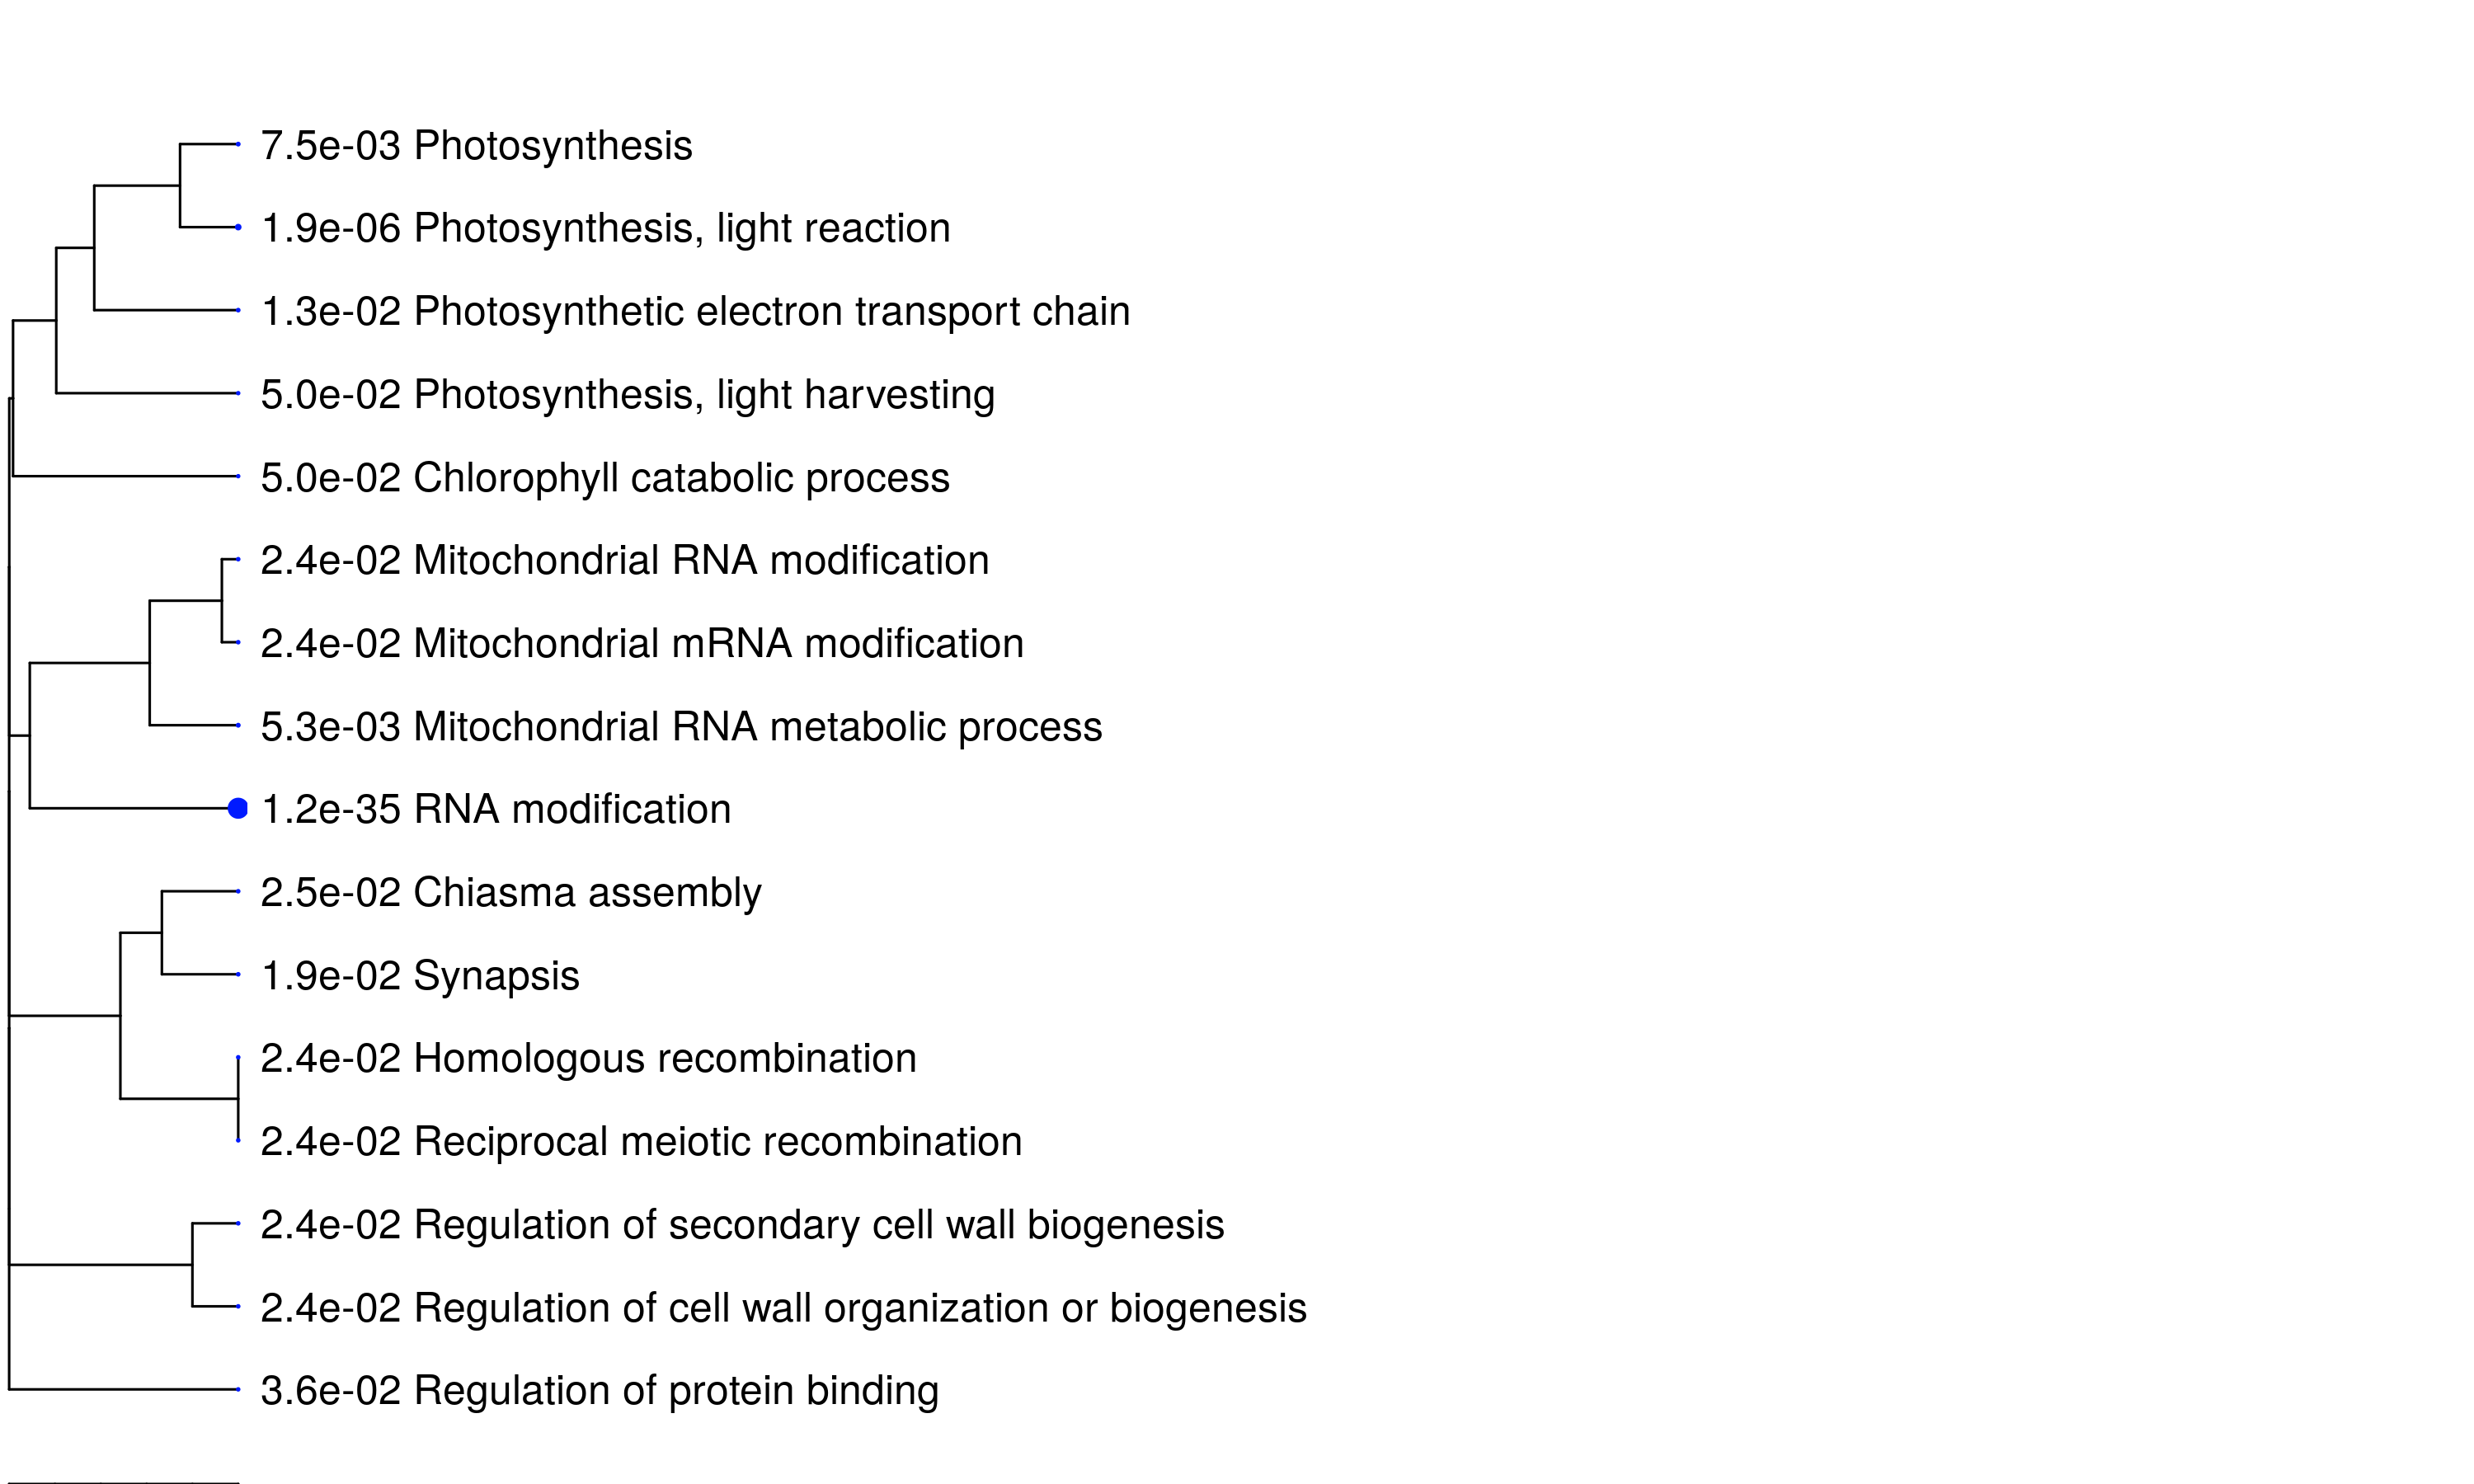 7.5e-03 Photosynthesis
1.9e-06 Photosynthesis, light reaction
1.3e-02 Photosynthetic electron transport chain
5.0e-02 Photosynthesis, light harvesting
5.0e-02 Chlorophyll catabolic process
2.4e-02 Mitochondrial RNA modification
2.4e-02 Mitochondrial mRNA modification
5.3e-03 Mitochondrial RNA metabolic process
1.2e-35 RNA modification
2.5e-02 Chiasma assembly
1.9e-02 Synapsis
2.4e-02 Homologous recombination
2.4e-02 Reciprocal meiotic recombination
2.4e-02 Regulation of secondary cell wall biogenesis
2.4e-02 Regulation of cell wall organization or biogenesis
3.6e-02 Regulation of protein binding